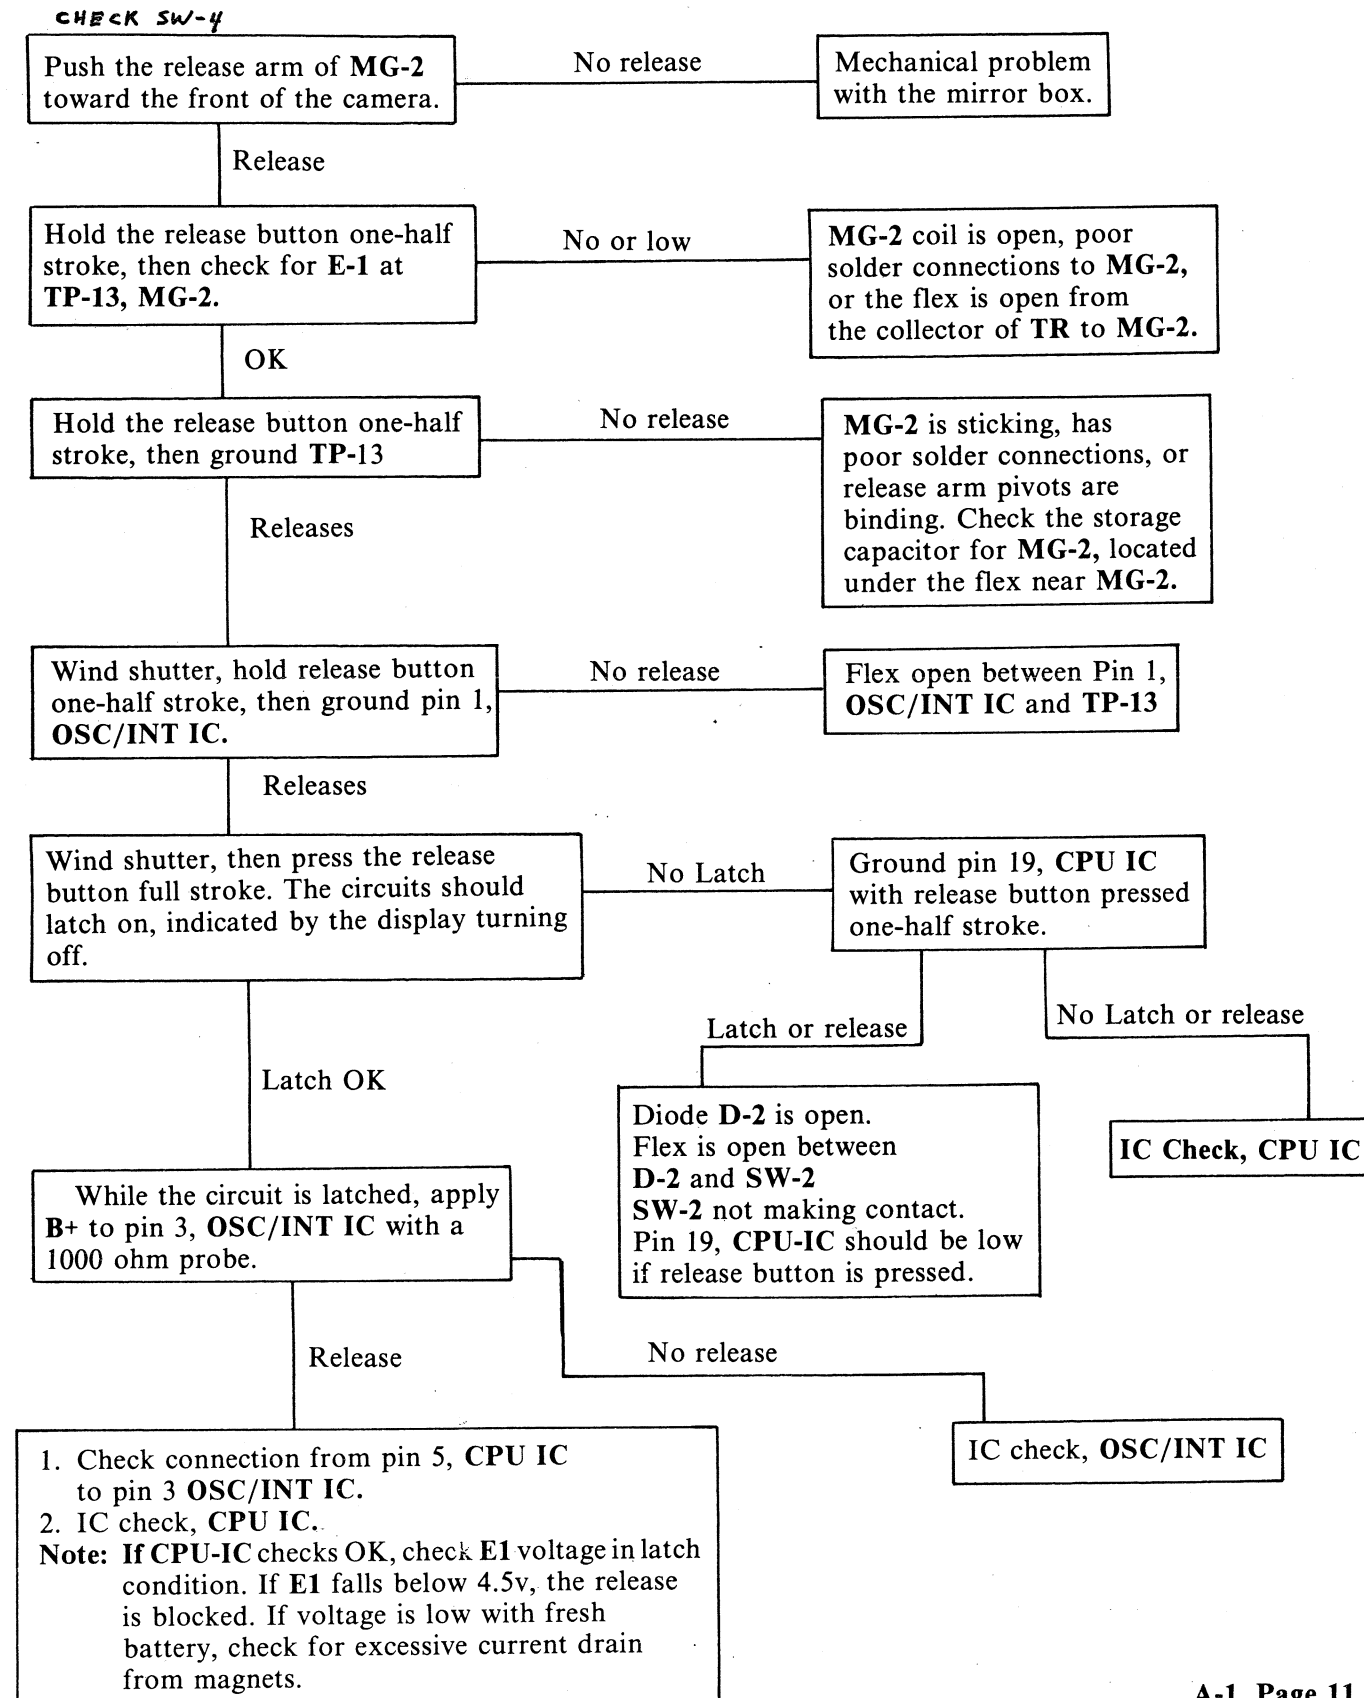 CHECK SW-4
Push the release arm of MG-2
toward the front of the camera.
No release
Mechanical problem
with the mirror box.
Release
Hold the release button one-half
stroke, then check for E-1 at
TP-13, MG-2.
No or low
MG-2 coil is open, poor
solder connections to MG-2,
or the flex is open from
the collector of TR to MG-2.
OK
Hold the release button one-half
stroke, then ground TP-13
No release
MG-2 is sticking, has
poor solder connections, or
release arm pivots are
binding. Check the storage
capacitor for MG-2, located
under the flex near MG-2.
Releases
Wind shutter, hold release button
one-half stroke, then ground pin 1,
OSC/INT IC.
No release
Flex open between Pin 1,
OSC/INT IC and TP-13
Releases
Wind shutter, then press the release
button full stroke. The circuits should
latch on, indicated by the display turning
off.
No Latch
Ground pin 19, CPU IC
with release button pressed
one-half stroke.
Latch or release
No Latch or release
Diode D-2 is open.
Flex is open between
D-2 and SW-2
SW-2 not making contact.
Pin 19, CPU-IC should be low
if release button is pressed.
IC Check, CPU IC
Latch OK
While the circuit is latched, apply
B+ to pin 3, OSC/INT IC with a
1000 ohm probe.
Release
No release
IC check, OSC/INT IC
1. Check connection from pin 5, CPU IC
to pin 3 OSC/INT IC.
2. IC check, CPU IC.
Note: If CPU-IC checks OK, check E1 voltage in latch
condition. If E1 falls below 4.5v, the release
is blocked. If voltage is low with fresh
battery, check for excessive current drain
from magnets.
A-1 Page 11